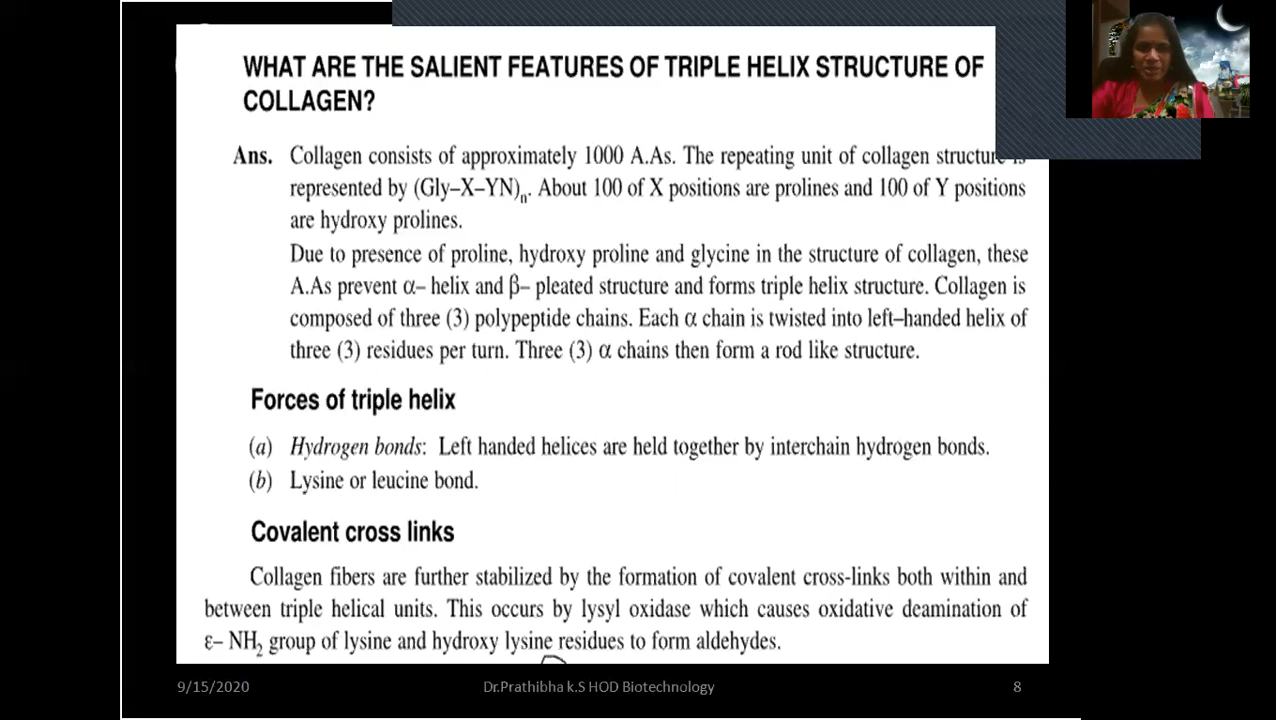 WHAT ARE THE SALIENT FEATURES OF TRIPLE HELIX STRUCTURE OF
COLLAGEN?
Ans. Collagen consists of approximately 1000 A.As. The repeating unit of collagen structure is
represented by (Gly–X–YN)n. About 100 of X positions are prolines and 100 of Y positions
are hydroxy prolines.
Due to presence of proline, hydroxy proline and glycine in the structure of collagen, these
A.As prevent α– helix and β– pleated structure and forms triple helix structure. Collagen is
composed of three (3) polypeptide chains. Each α chain is twisted into left–handed helix of
three (3) residues per turn. Three (3) α chains then form a rod like structure.
Forces of triple helix
(a) Hydrogen bonds: Left handed helices are held together by interchain hydrogen bonds.
(b) Lysine or leucine bond.
Covalent cross links
Collagen fibers are further stabilized by the formation of covalent cross-links both within and
between triple helical units. This occurs by lysyl oxidase which causes oxidative deamination of
ε– NH2 group of lysine and hydroxy lysine residues to form aldehydes.
9/15/2020 Dr.Prathibha k.S HOD Biotechnology 8